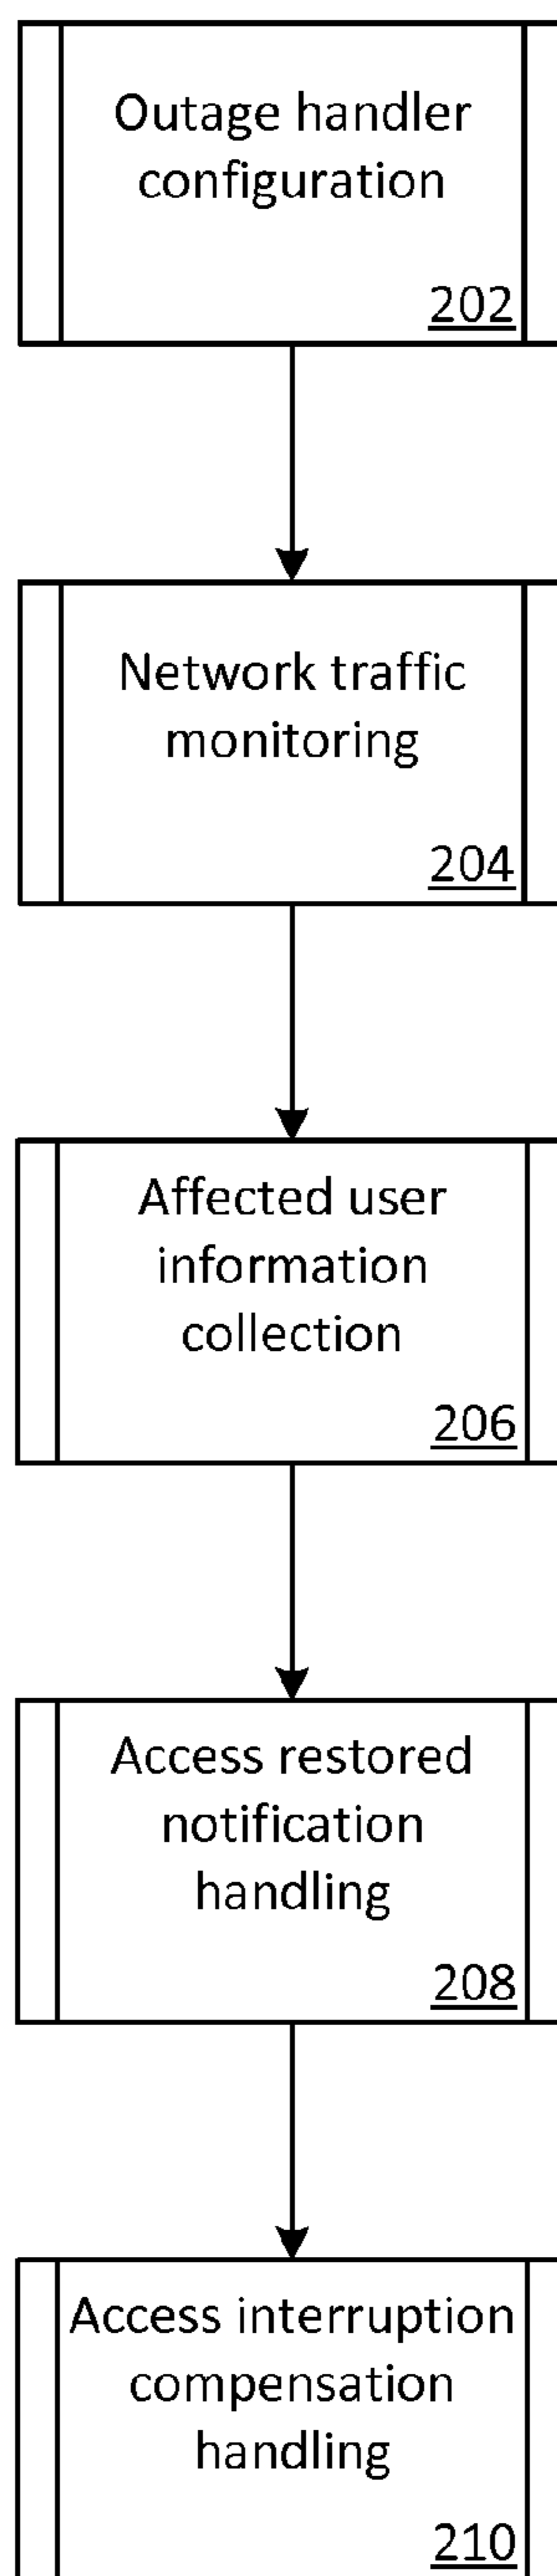 Outage handler
configuration
202
Network traffic
monitoring
204
Affected user
information
collection
206
Access restored
notification
handling
208
Access interruption
compensation
handling
210